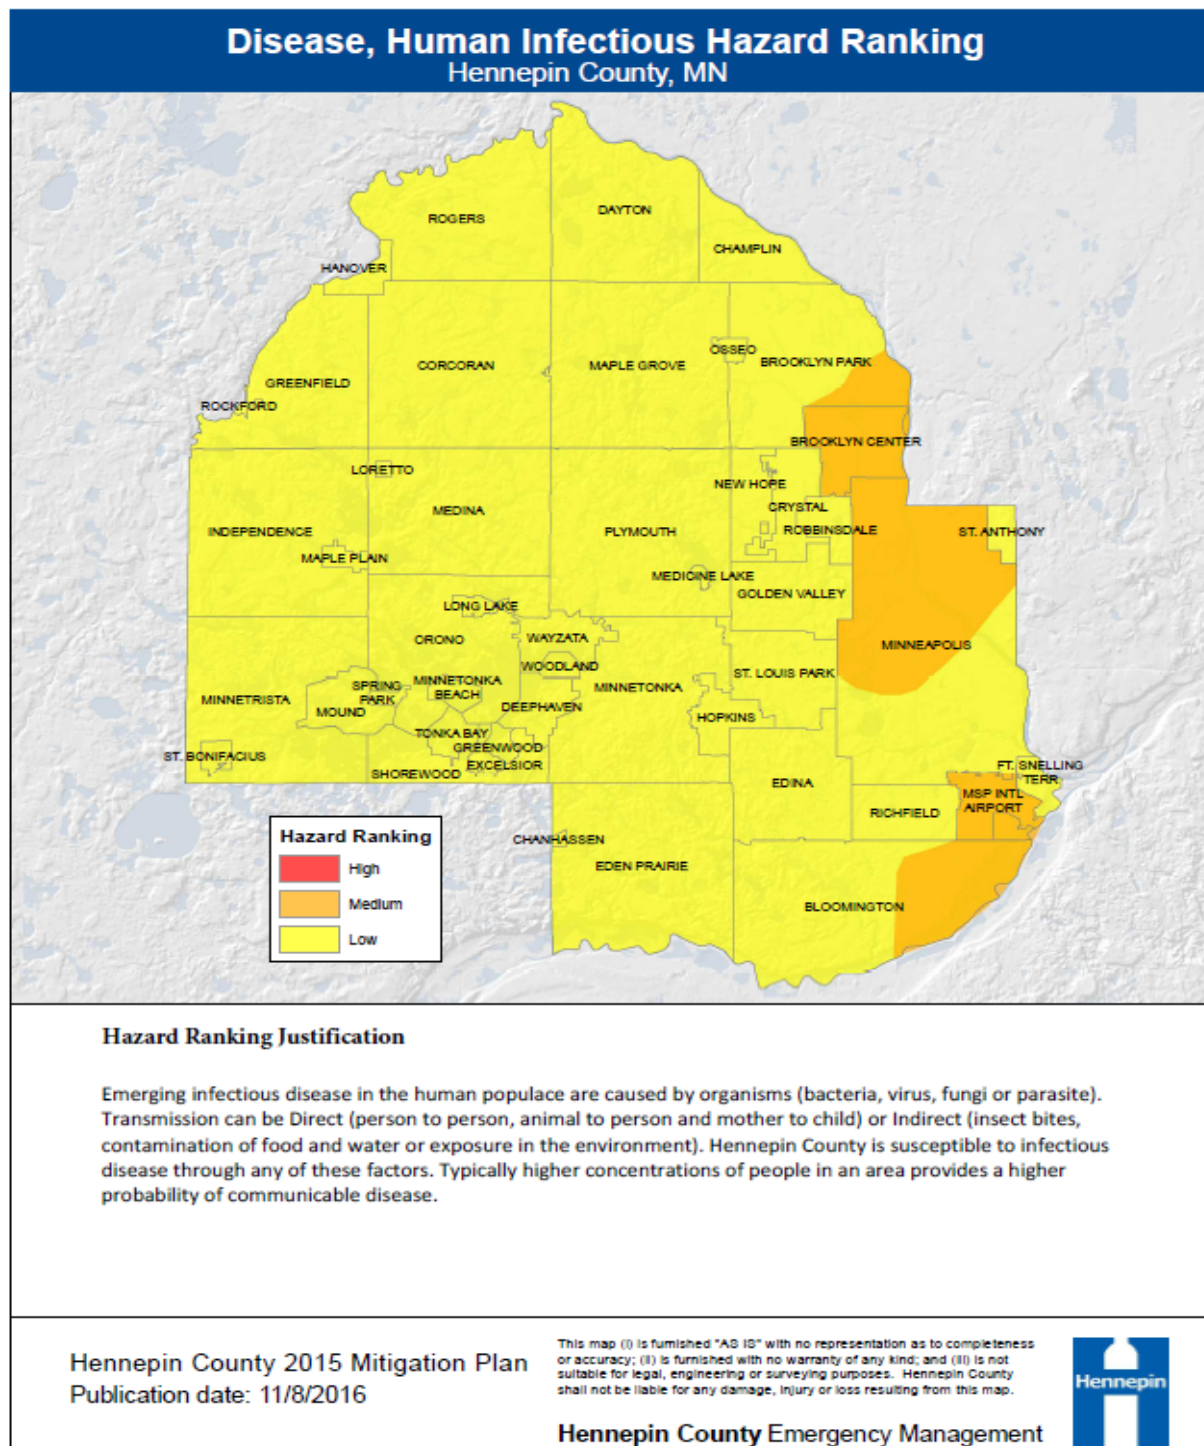 Disease, Human Infectious Hazard Ranking
Hennepin County, MN
ROGERS
DAYTON
CHAMPLIN
HANOVER
OSSEO
CORCORAN
MAPLE GROVE
BROOKLYN PARK
GREENFIELD
ROCKFORD
BROOKLYN CENTER
LORETTO
NEW HOPE
MEDINA
CRYSTAL
INDEPENDENCE
PLYMOUTH
ROBBINSDALE
ST. ANTHONY
MAPLE PLAIN
MEDICINE LAKE
GOLDEN VALLEY
LONG LAKE
ORONO
WAYZATA
MINNEAPOLIS
WOODLAND
ST. LOUIS PARK
MINNETONKA
BEACH
SPRING
PARK
MINNETONKA
MINNETRISTA
MOUND
DEEPHAVEN
HOPKINS
TONKA BAY
GREENWOOD
ST. BONIFACIUS
EXCELSIOR
SHOREWOOD
FT. SNELLING
TERR
EDINA
MSP INTL
AIRPORT
RICHFIELD
CHANHASSEN
EDEN PRAIRIE
BLOOMINGTON
Hazard Ranking
High
Medium
Low
Hazard Ranking Justification
Emerging infectious disease in the human populace are caused by organisms (bacteria, virus, fungi or parasite).
Transmission can be Direct (person to person, animal to person and mother to child) or Indirect (insect bites,
contamination of food and water or exposure in the environment). Hennepin County is susceptible to infectious
disease through any of these factors. Typically higher concentrations of people in an area provides a higher
probability of communicable disease.
Hennepin County 2015 Mitigation Plan
Publication date: 11/8/2016
This map (i) is furnished "AS IS" with no representation as to completeness
or accuracy; (ii) is furnished with no warranty of any kind; and (iii) is not
suitable for legal, engineering or surveying purposes. Hennepin County
shall not be liable for any damage, injury or loss resulting from this map.
Hennepin County Emergency Management
Hennepin